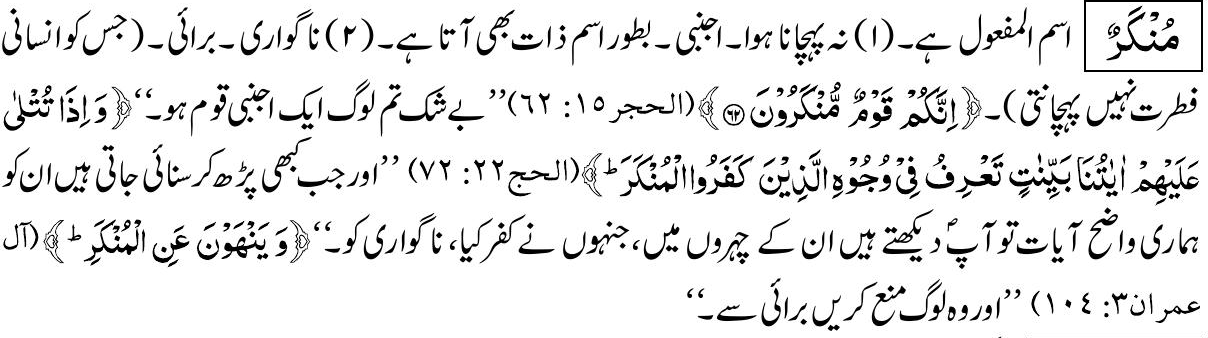 مُنْكَرٌ اسم المفعول ہے۔ (۱) نہ پہچانا ہوا۔ اجنبی۔ بطور اسم ذات بھی آتا ہے۔ (۲) ناگواری۔ برائی۔ (جس کو انسانی
فطرت نہیں پہچانتی)۔ ﴿اِنَّكُمْ قَوْمٌ مُّنْكَرُوْنَ ﴿۶۲﴾﴾ (الحجر ۱۵: ۶۲) ’’بے شک تم لوگ ایک اجنبی قوم ہو۔‘‘ ﴿وَ اِذَا تُتْلٰى
عَلَيْهِمْ اٰيٰتُنَا بَيِّنٰتٍ تَعْرِفُ فِيْ وُجُوْهِ الَّذِيْنَ كَفَرُوا الْمُنْكَرَ ؕ﴾ (الحج ۲۲: ۷۲) ’’اور جب کبھی پڑھ کر سنائی جاتی ہیں ان کو
ہماری واضح آیات تو آپؐ دیکھتے ہیں ان کے چہروں میں، جنہوں نے کفر کیا، ناگواری کو۔‘‘ ﴿وَ يَنْهَوْنَ عَنِ الْمُنْكَرِ ؕ﴾ (آل
عمران ۳: ۱۰۴) ’’اور وہ لوگ منع کریں برائی سے۔‘‘